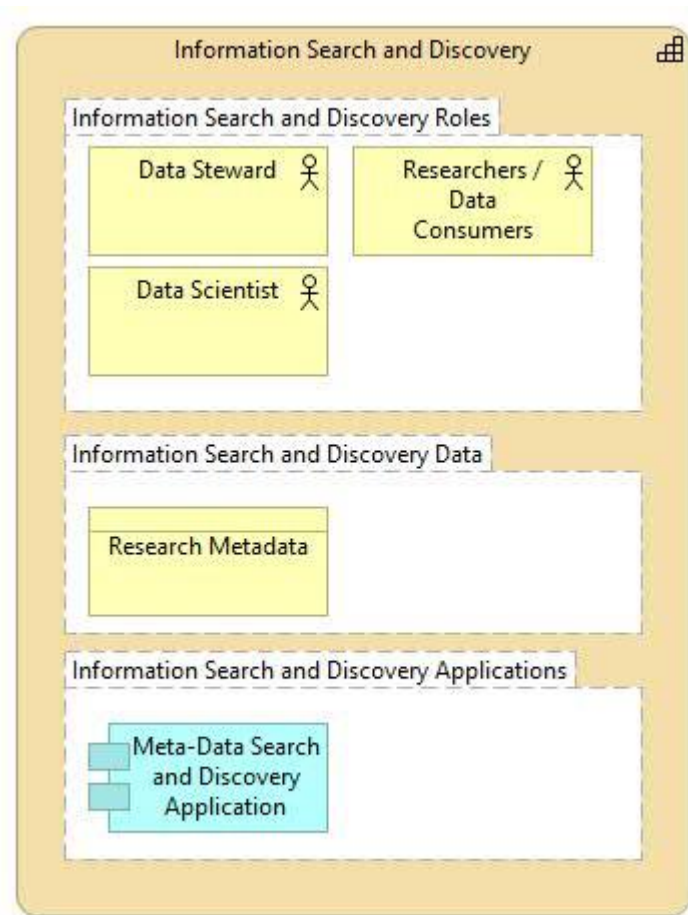 Information Search and Discovery
Information Search and Discovery Roles
Data Steward
Researchers /
Data
Consumers
Data Scientist
Information Search and Discovery Data
Research Metadata
Information Search and Discovery Applications
Meta-Data Search
and Discovery
Application